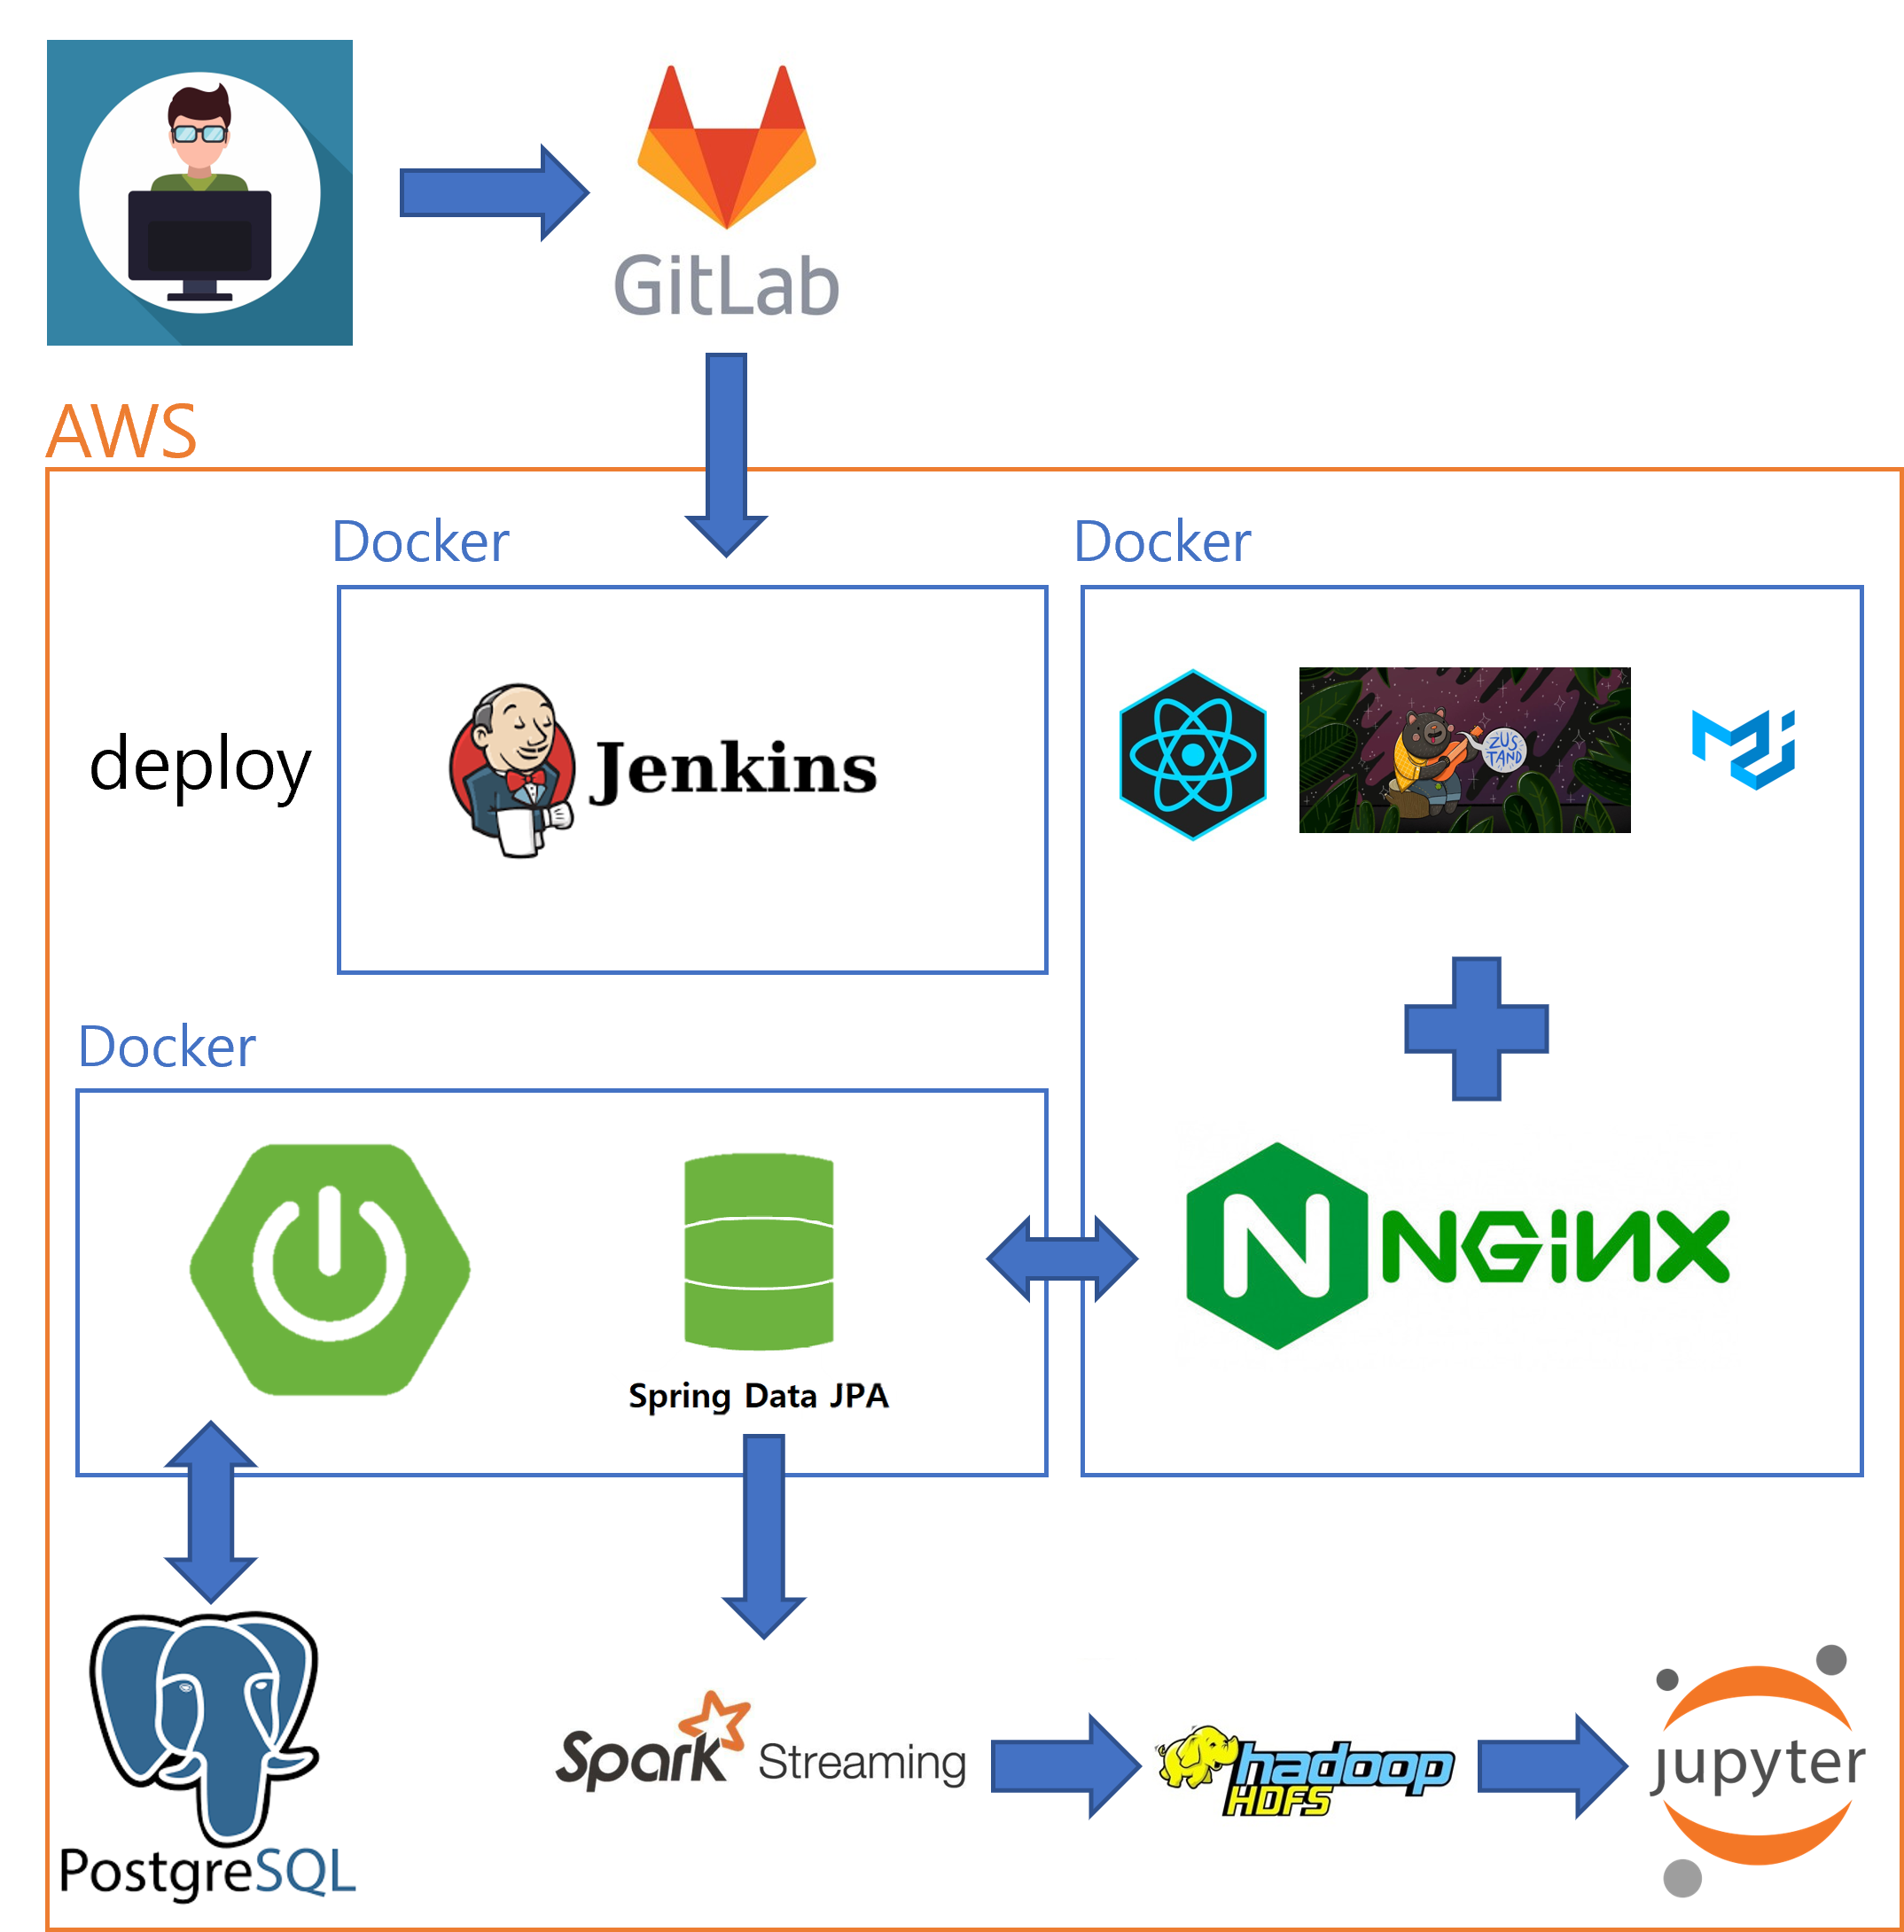 GitLab
AWS
Docker
Docker
deploy
Jenkins
ZUS
TAND
Docker
N NGINX
Spring Data JPA
Spark Streaming
hadoop
HDFS
jupyter
PostgreSQL